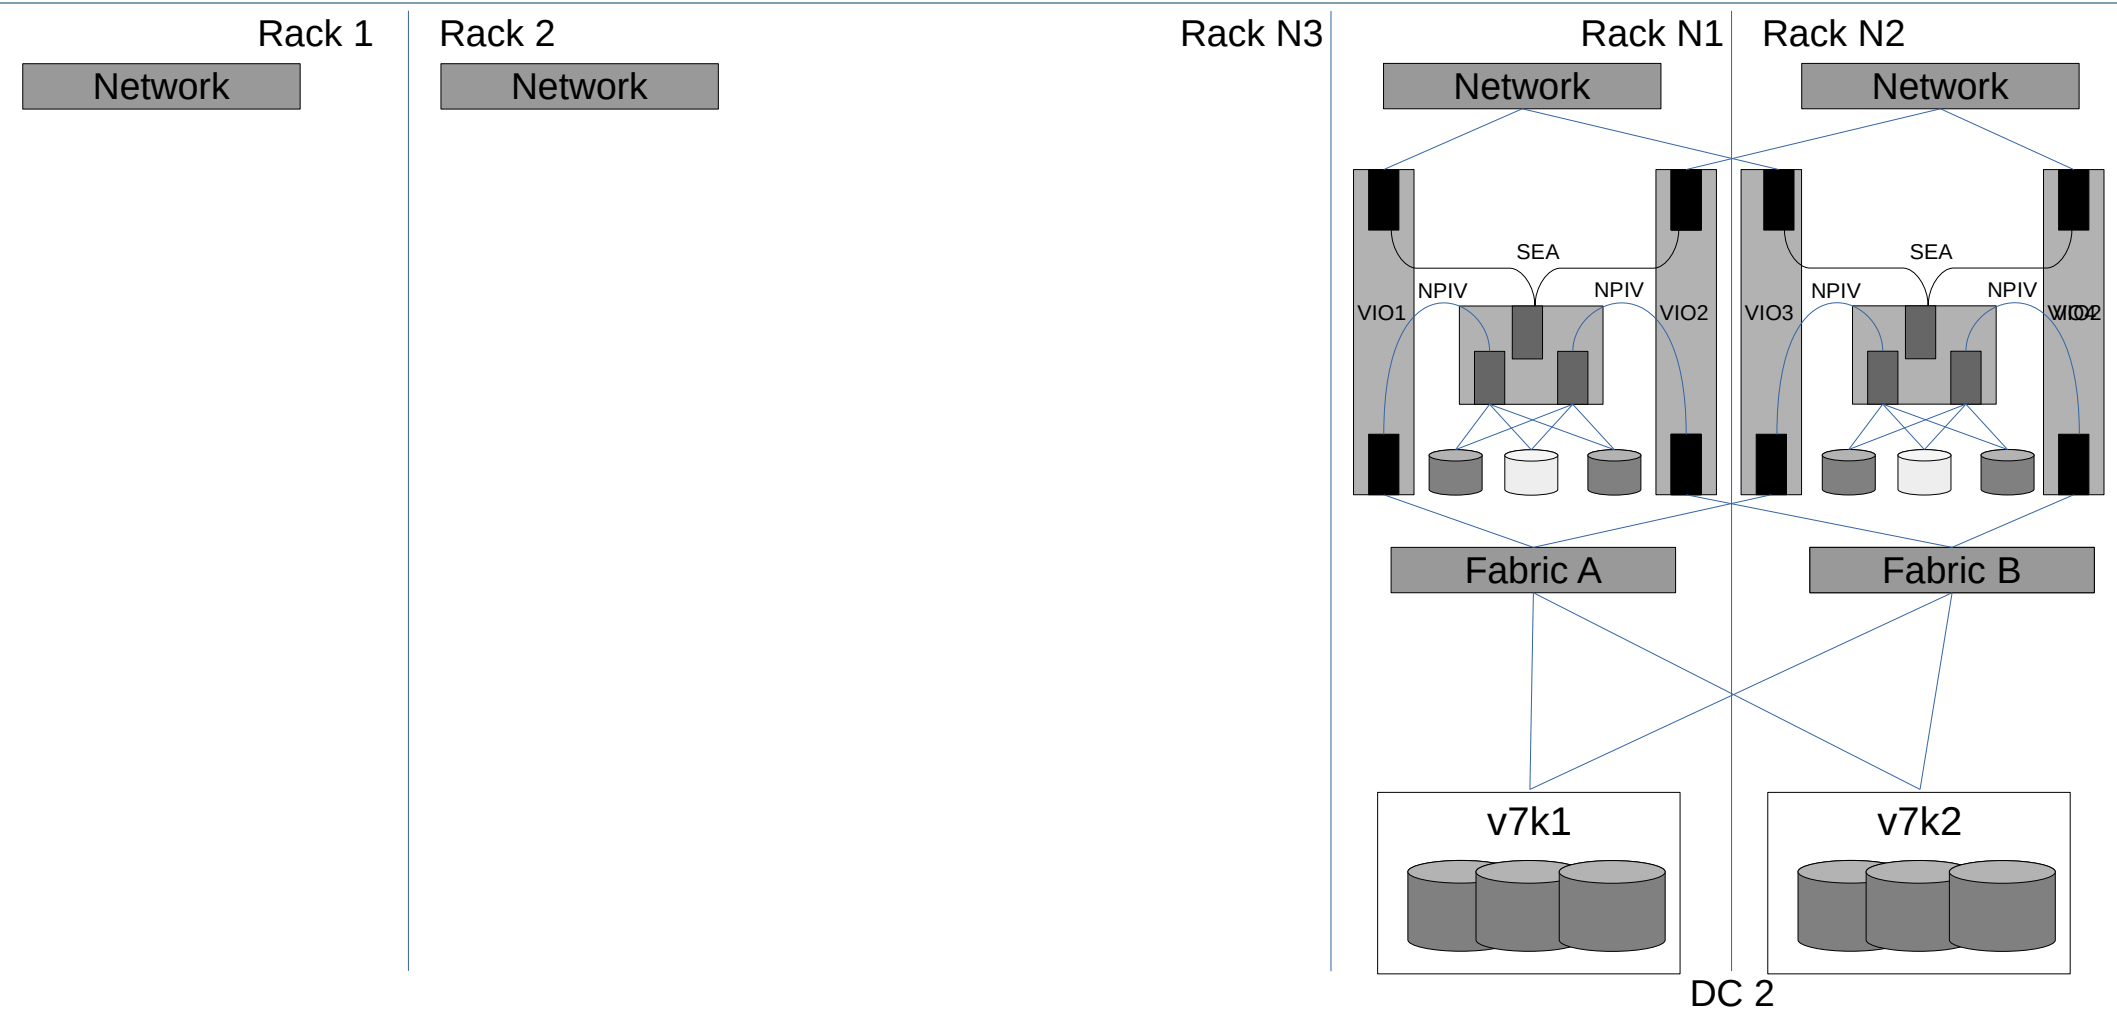 Rack 1
Rack 2
Rack N3
Rack N1
Rack N2
Network
Network
Network
Network
SEA
SEA
NPIV
NPIV
NPIV
NPIV
VIO1
VIO2
VIO3
Fabric A
Fabric B
v7k1
v7k2
DC 2